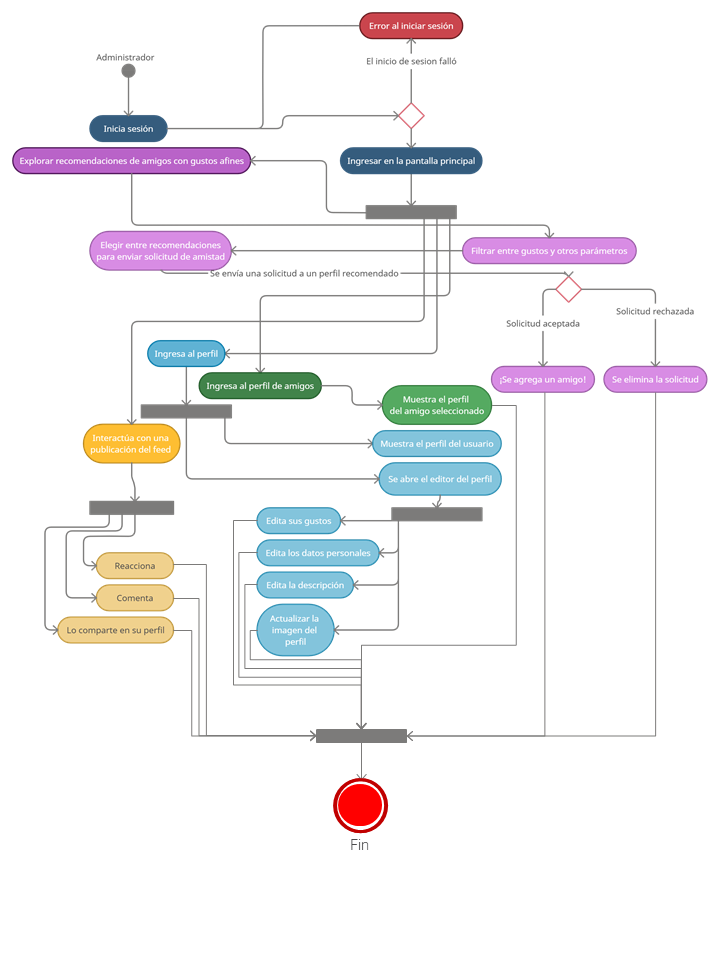 Error al iniciar sesión
El inicio de sesion falló
Administrador
Inicia sesión
Explorar recomendaciones de amigos con gustos afines
Ingresar en la pantalla principal
Elegir entre recomendaciones
para enviar solicitud de amistad
Filtrar entre gustos y otros parámetros
Se envía una solicitud a un perfil recomendado
Solicitud rechazada
Solicitud aceptada
Ingresa al perfil
Ingresa al perfil de amigos
¡Se agrega un amigo!
Se elimina la solicitud
Muestra el perfil
del amigo seleccionado
Interactúa con una
publicación del feed
Muestra el perfil del usuario
Se abre el editor del perfil
Edita sus gustos
Edita los datos personales
Reacciona
Edita la descripción
Comenta
Actualizar la
imagen del
perfil
Lo comparte en su perfil
Fin